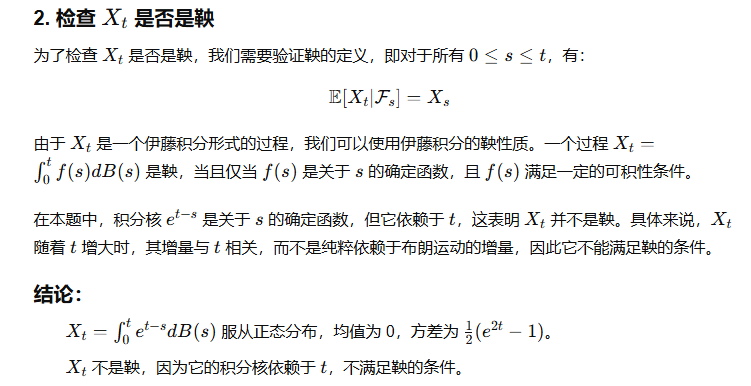 2. 检查 X_t 是否是鞅
为了检查 X_t 是否是鞅，我们需要验证鞅的定义，即对于所有 0 ≤ s ≤ t，有：
𝔼[X_t|ℱ_s] = X_s
由于 X_t 是一个伊藤积分形式的过程，我们可以使用伊藤积分的鞅性质。一个过程 X_t =
∫_0^t f(s)dB(s) 是鞅，当且仅当 f(s) 是关于 s 的确定函数，且 f(s) 满足一定的可积性条件。
在本题中，积分核 e^{t−s} 是关于 s 的确定函数，但它依赖于 t，这表明 X_t 并不是鞅。具体来说，X_t
随着 t 增大时，其增量与 t 相关，而不是纯粹依赖于布朗运动的增量，因此它不能满足鞅的条件。
结论：
X_t = ∫_0^t e^{t−s}dB(s) 服从正态分布，均值为 0，方差为 \frac{1}{2}(e^{2t} − 1)。
X_t 不是鞅，因为它的积分核依赖于 t，不满足鞅的条件。